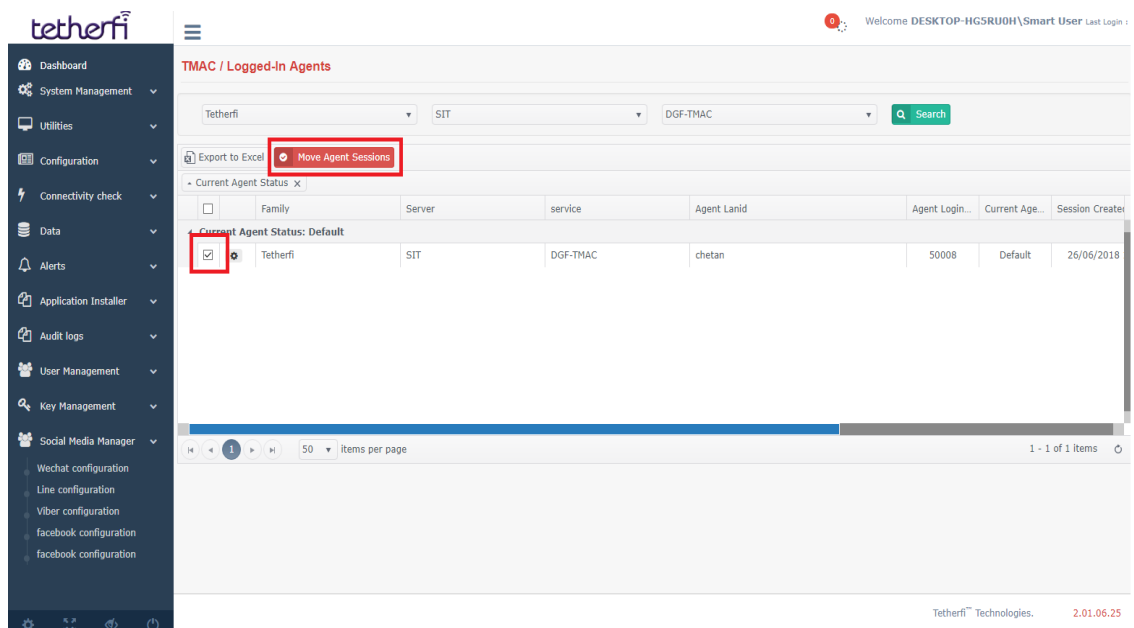 tetherfi
0
Welcome DESKTOP-HG5RU0H\Smart User Last Login :
Dashboard
System Management
Utilities
Configuration
Connectivity check
Data
Alerts
Application Installer
Audit logs
User Management
Key Management
Social Media Manager
Wechat configuration
Line configuration
Viber configuration
facebook configuration
facebook configuration
TMAC / Logged-In Agents
Tetherfi SIT DGF-TMAC Search
Export to Excel Move Agent Sessions
Current Agent Status x
Family Server service Agent Lanid Agent Login... Current Age... Session Created
Current Agent Status: Default
Tetherfi SIT DGF-TMAC chetan 50008 Default 26/06/2018
1 50 items per page 1 - 1 of 1 items
Tetherfi™ Technologies. 2.01.06.25